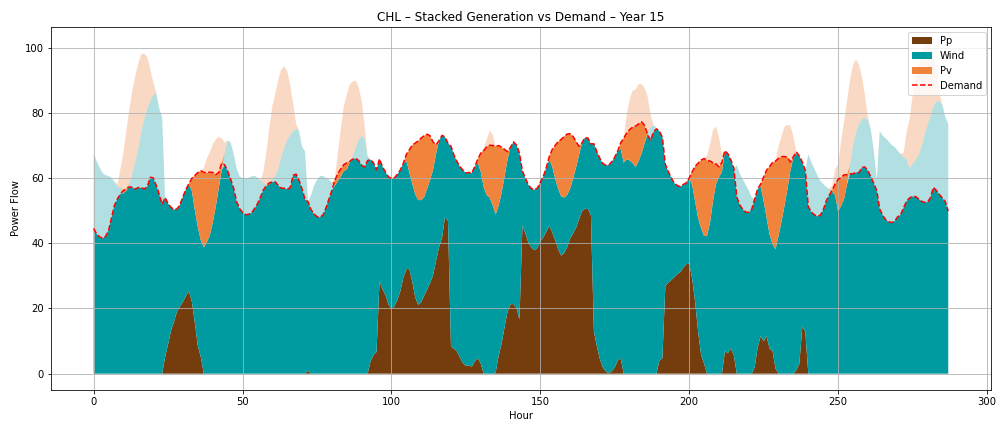 CHL – Stacked Generation vs Demand – Year 15
Pp
Wind
Pv
Demand
Power Flow
100
80
60
40
20
0
0 50 100 150 200 250 300
Hour